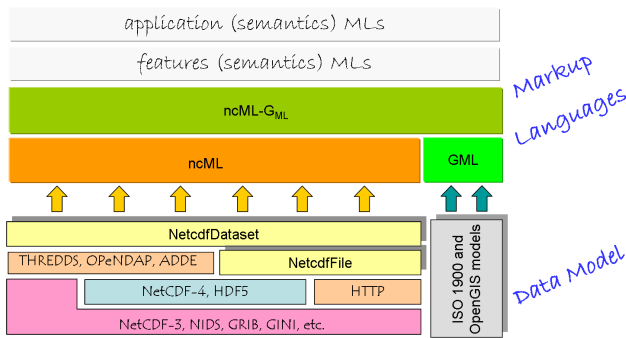 application (semantics) MLs
features (semantics) MLs
Markup
Languages
ncML-GML
ncML
GML
NetcdfDataset
THREDDS, OPeNDAP, ADDE
NetcdfFile
NetCDF-4, HDF5
HTTP
NetCDF-3, NIDS, GRIB, GINI, etc.
ISO 1900 and
OpenGIS models
Data Model